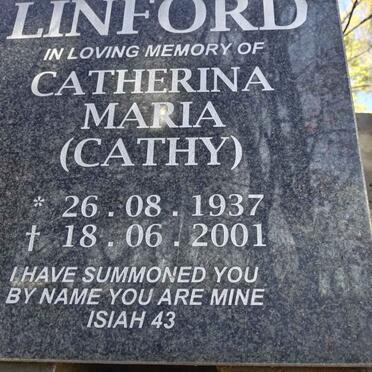 LINFORD
IN LOVING MEMORY OF
CATHERINA
MARIA
(CATHY)
* 26.08.1937
† 18.06.2001
I HAVE SUMMONED YOU
BY NAME YOU ARE MINE
ISIAH 43